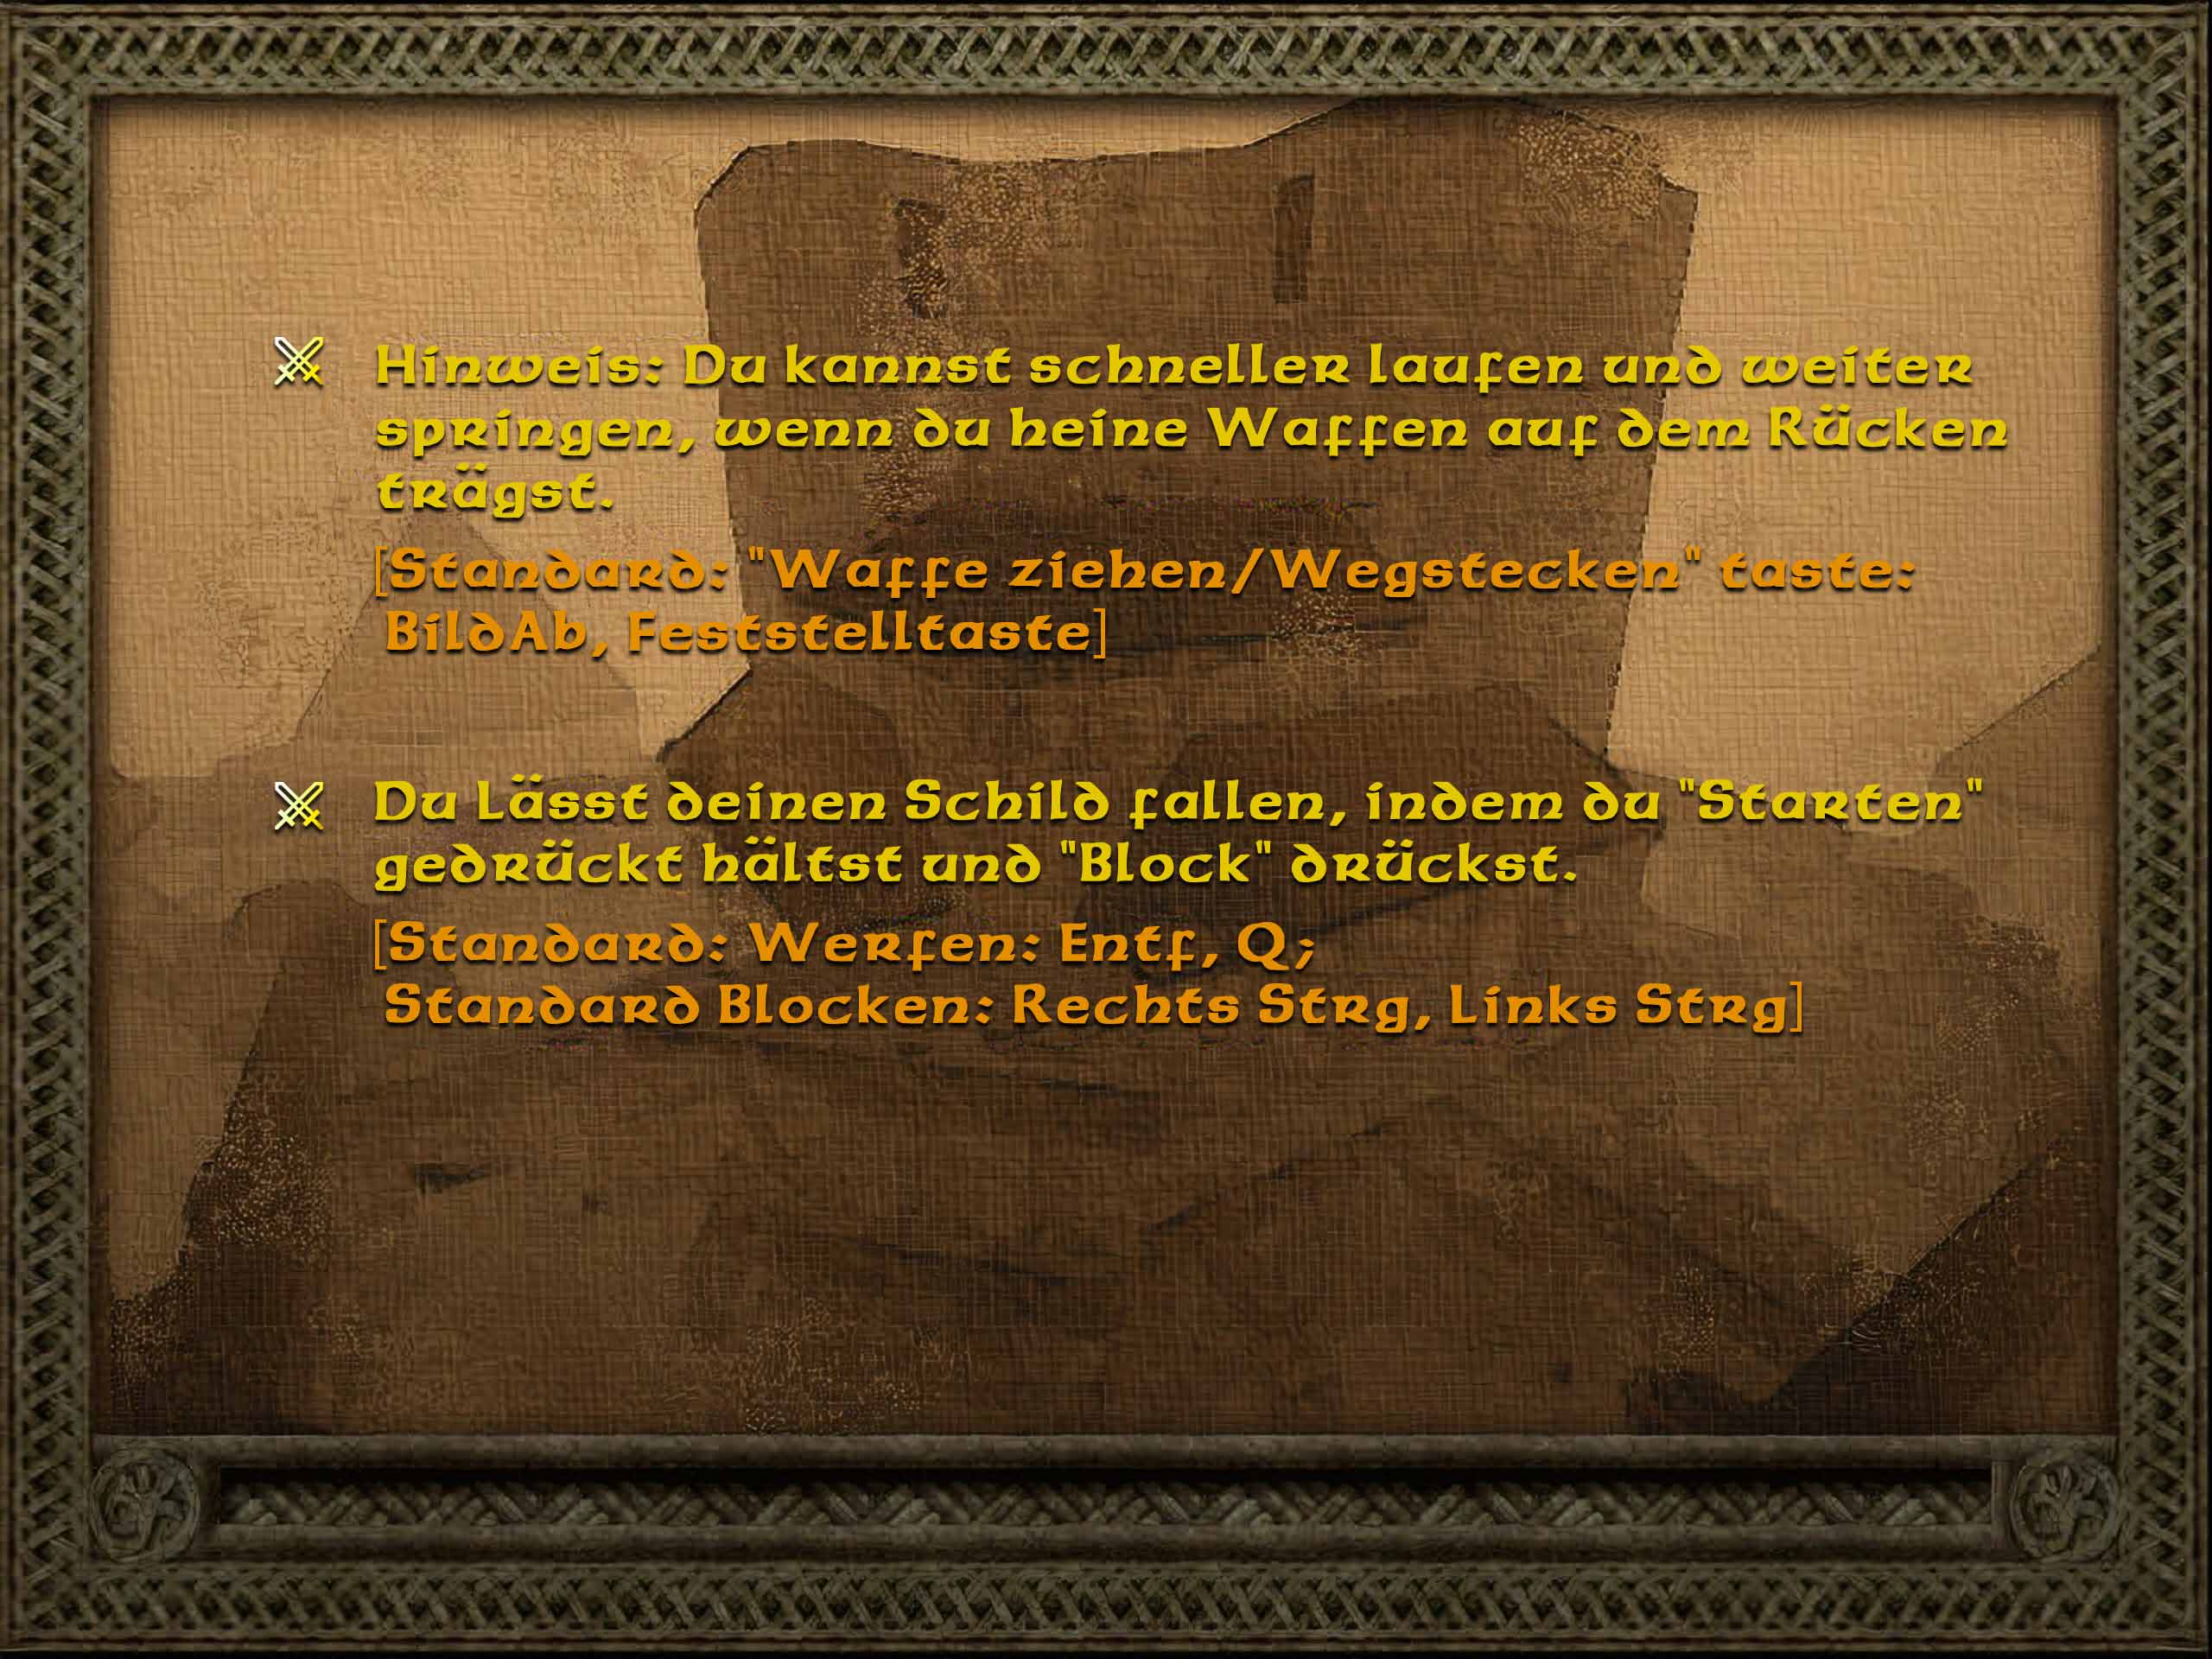 Hinweis: Du kannst schneller laufen und weiter
springen, wenn du heine Waffen auf dem Rücken
trägst.
[Standard: "Waffe ziehen/Wegstecken" taste:
BildAb, Feststelltaste]
Du Lässt deinen Schild fallen, indem du "Starten"
gedrückt hältst und "Block" drückst.
[Standard: Werfen: Entf, Q;
Standard Blocken: Rechts Strg, Links Strg]